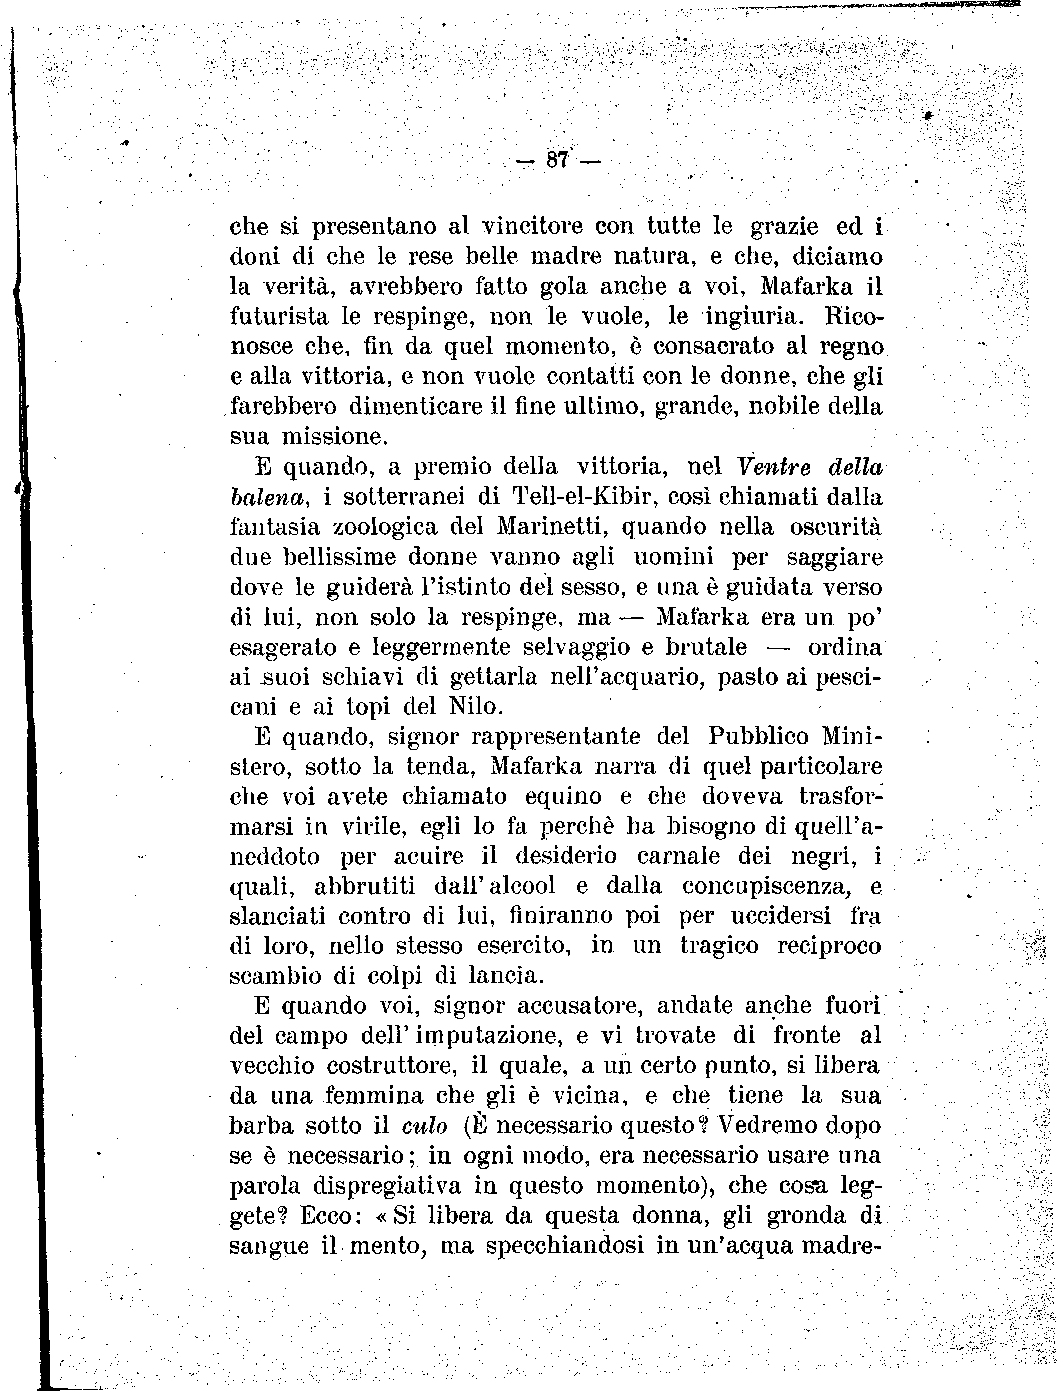 — 87 —
che si presentano al vincitore con tutte le grazie ed i
doni di che le rese belle madre natura, e che, diciamo
la verità, avrebbero fatto gola anche a voi, Mafarka il
futurista le respinge, non le vuole, le ingiuria. Rico-
nosce che, fin da quel momento, è consacrato al regno
e alla vittoria, e non vuole contatti con le donne, che gli
farebbero dimenticare il fine ultimo, grande, nobile della
sua missione.
E quando, a premio della vittoria, nel Ventre della
balena, i sotterranei di Tell-el-Kibir, così chiamati dalla
fantasia zoologica del Marinetti, quando nella oscurità
due bellissime donne vanno agli uomini per saggiare
dove le guiderà l'istinto del sesso, e una è guidata verso
di lui, non solo la respinge, ma — Mafarka era un po'
esagerato e leggermente selvaggio e brutale — ordina
ai suoi schiavi di gettarla nell'acquario, pasto ai pesci-
cani e ai topi del Nilo.
E quando, signor rappresentante del Pubblico Mini-
stero, sotto la tenda, Mafarka narra di quel particolare
che voi avete chiamato equino e che doveva trasfor-
marsi in virile, egli lo fa perchè ha bisogno di quell'a-
neddoto per acuire il desiderio carnale dei negri, i
quali, abbrutiti dall'alcool e dalla concupiscenza, e
slanciati contro di lui, finiranno poi per uccidersi fra
di loro, nello stesso esercito, in un tragico reciproco
scambio di colpi di lancia.
E quando voi, signor accusatore, andate anche fuori
del campo dell'imputazione, e vi trovate di fronte al
vecchio costruttore, il quale, a un certo punto, si libera
da una femmina che gli è vicina, e che tiene la sua
barba sotto il culo (È necessario questo? Vedremo dopo
se è necessario; in ogni modo, era necessario usare una
parola dispregiativa in questo momento), che cosa leg-
gete? Ecco: « Si libera da questa donna, gli gronda di
sangue il mento, ma specchiandosi in un'acqua madre-